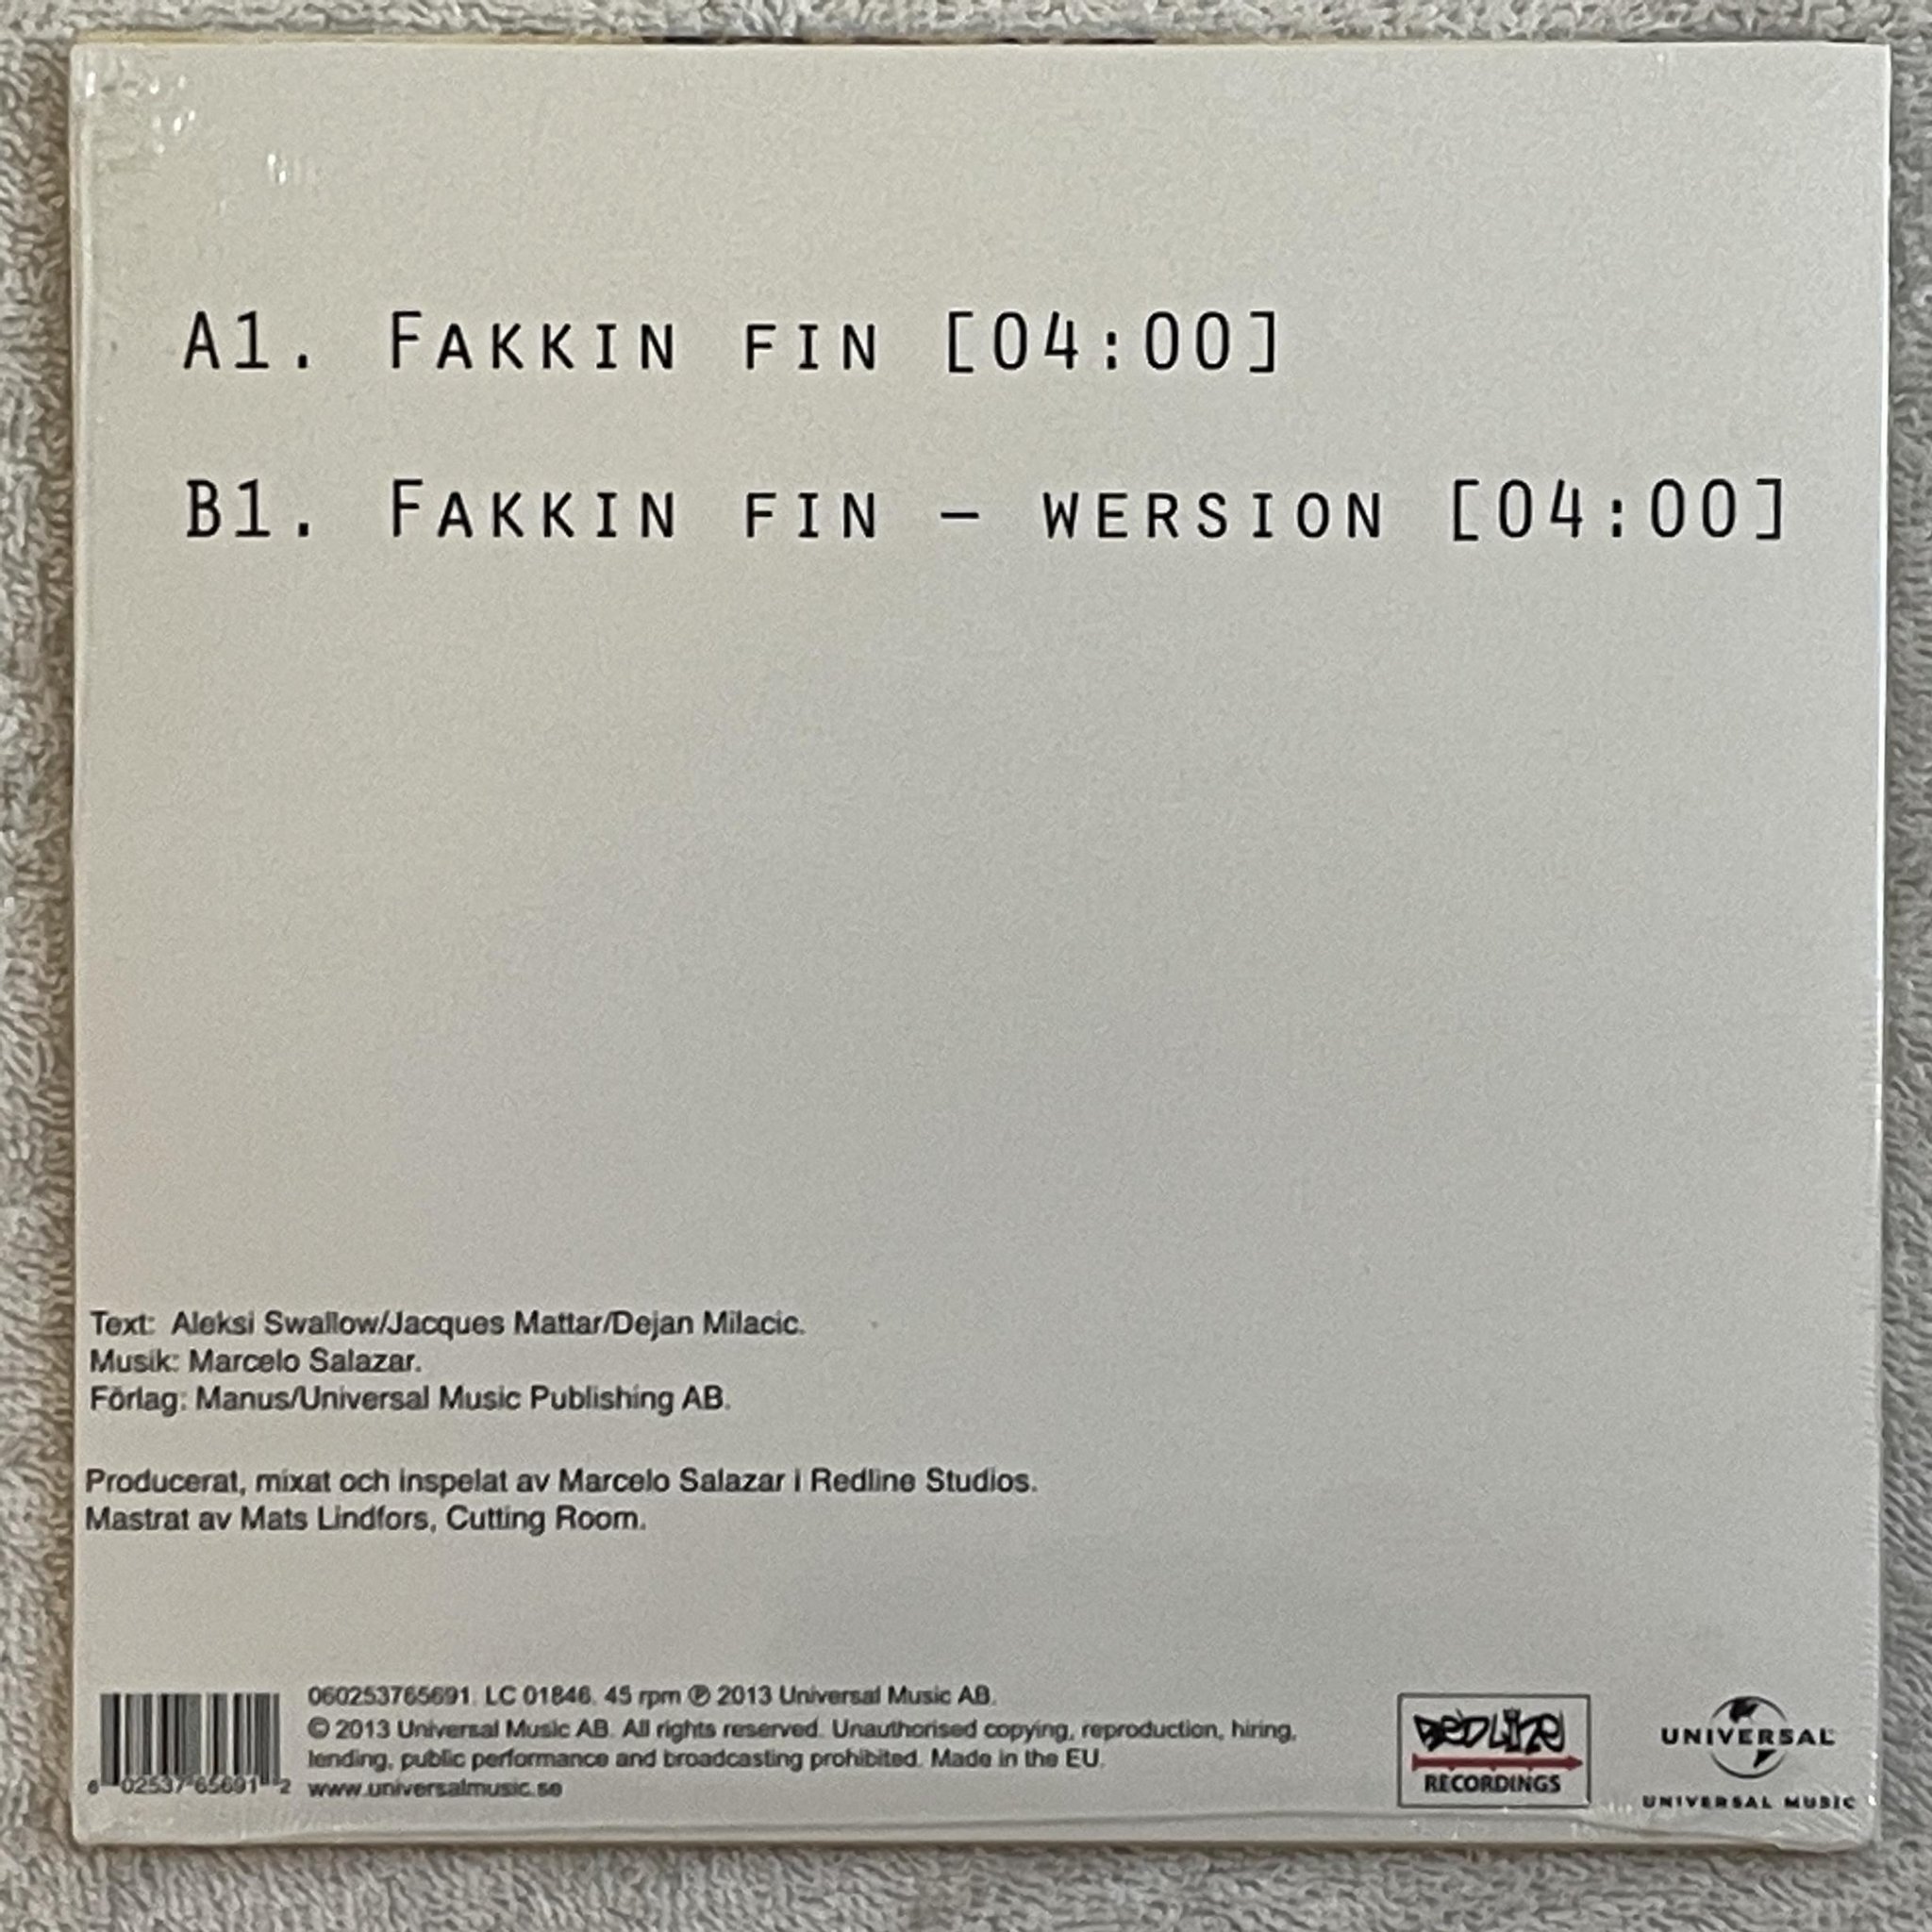 A1. FAKKIN FIN [04:00]
B1. FAKKIN FIN – WERSION [04:00]
Text: Aleksi Swallow/Jacques Mattar/Dejan Milacic.
Musik: Marcelo Salazar.
Förlag: Manus/Universal Music Publishing AB.
Producerat, mixat och inspelat av Marcelo Salazar i Redline Studios.
Mastrat av Mats Lindfors, Cutting Room.
060253765691. LC 01846. 45 rpm ℗ 2013 Universal Music AB.
© 2013 Universal Music AB. All rights reserved. Unauthorised copying, reproduction, hiring,
lending, public performance and broadcasting prohibited. Made in the EU.
www.universalmusic.se
6 02537 65691 2
REDLINE
RECORDINGS
UNIVERSAL
UNIVERSAL MUSIC